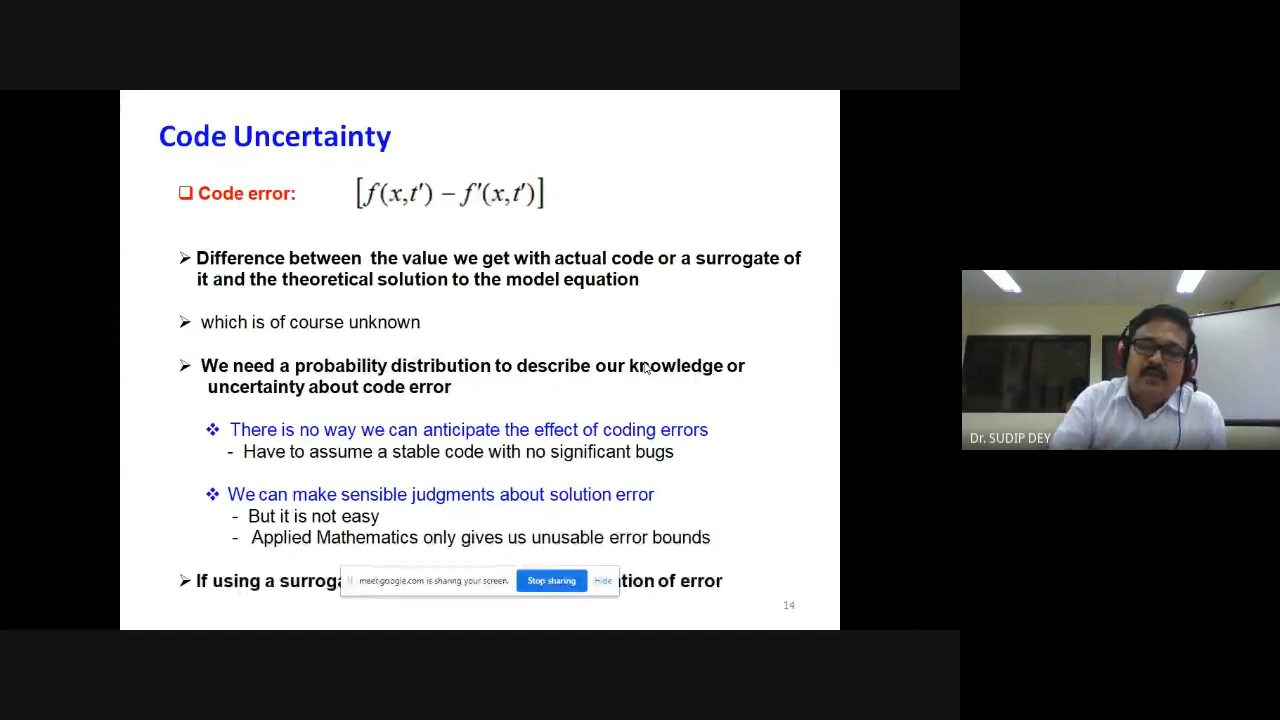 Code Uncertainty
Code error: [f(x,t′) − f′(x,t′)]
Difference between the value we get with actual code or a surrogate of
it and the theoretical solution to the model equation
which is of course unknown
We need a probability distribution to describe our knowledge or
uncertainty about code error
There is no way we can anticipate the effect of coding errors
- Have to assume a stable code with no significant bugs
We can make sensible judgments about solution error
- But it is not easy
- Applied Mathematics only gives us unusable error bounds
If using a of error
meet.google.com is sharing your screen. Stop sharing Hide
14
Dr. SUDIP DEY